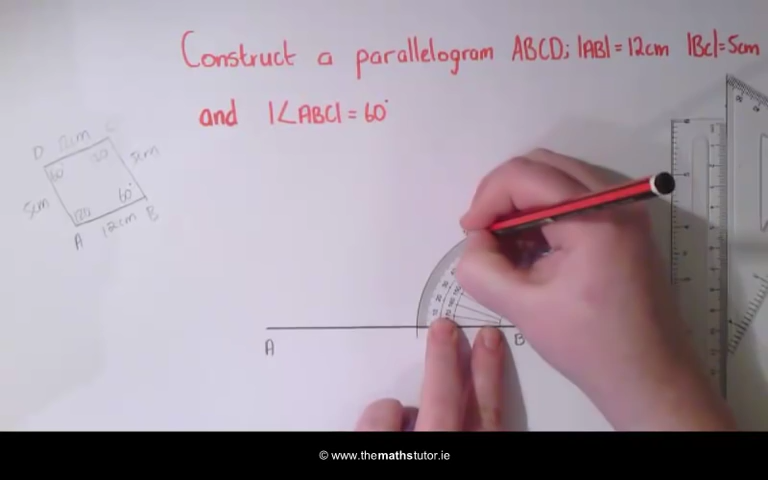 Construct a parallelogram ABCD; |AB| = 12cm |BC| = 5cm
and |∠ABC| = 60°
D 12cm C
60° 120 5cm
5cm 120 60° B
A 12cm
A B
© www.themathstutor.ie